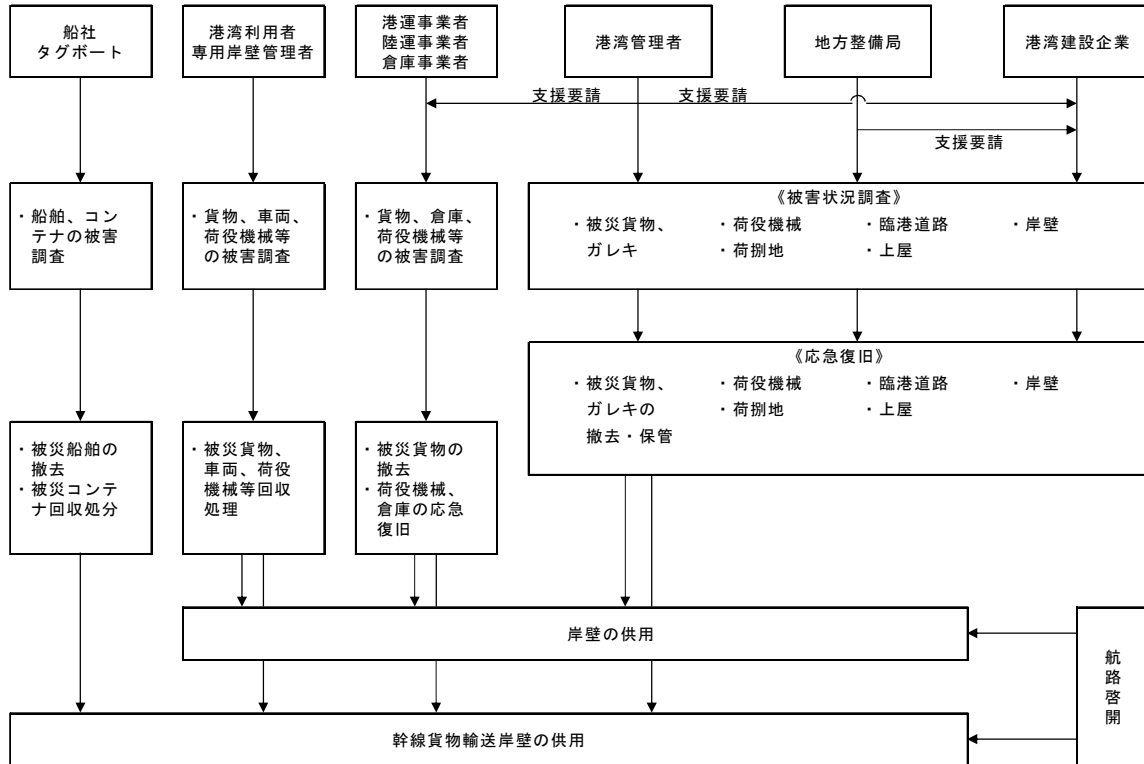 船社
タグボート
港湾利用者
専用岸壁管理者
港運事業者
陸運事業者
倉庫事業者
港湾管理者
地方整備局
港湾建設企業
支援要請
支援要請
支援要請
・船舶、コン
テナの被害
調査
・貨物、車両、
荷役機械等
の被害調査
・貨物、倉庫、
荷役機械等
の被害調査
《被害状況調査》
・被災貨物、
ガレキ
・荷役機械
・荷捌地
・臨港道路
・上屋
・岸壁
《応急復旧》
・被災貨物、
ガレキの
撤去・保管
・荷役機械
・荷捌地
・臨港道路
・上屋
・岸壁
・被災船舶の
撤去
・被災コンテ
ナ回収処分
・被災貨物、
車両、荷役
機械等回収
処理
・被災貨物の
撤去
・荷役機械、
倉庫の応急
復旧
岸壁の供用
航路啓開
幹線貨物輸送岸壁の供用